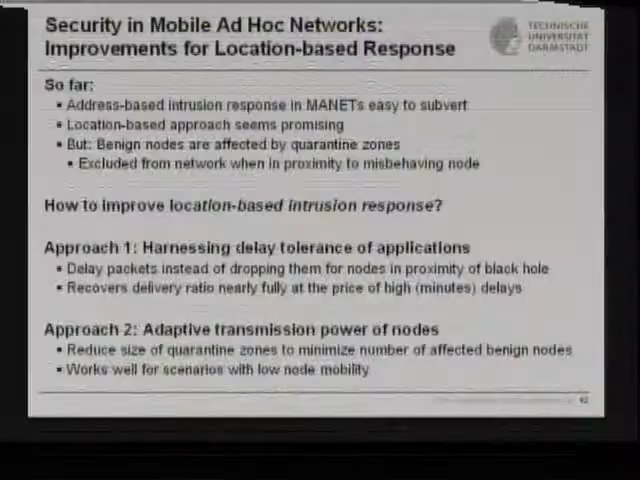 Security in Mobile Ad Hoc Networks:
Improvements for Location-based Response
TECHNISCHE
UNIVERSITÄT
DARMSTADT
So far:
▪ Address-based intrusion response in MANETs easy to subvert
▪ Location-based approach seems promising
▪ But: Benign nodes are affected by quarantine zones
▪ Excluded from network when in proximity to misbehaving node
How to improve location-based intrusion response?
Approach 1: Harnessing delay tolerance of applications
▪ Delay packets instead of dropping them for nodes in proximity of black hole
▪ Recovers delivery ratio nearly fully at the price of high (minutes) delays
Approach 2: Adaptive transmission power of nodes
▪ Reduce size of quarantine zones to minimize number of affected benign nodes
▪ Works well for scenarios with low node mobility